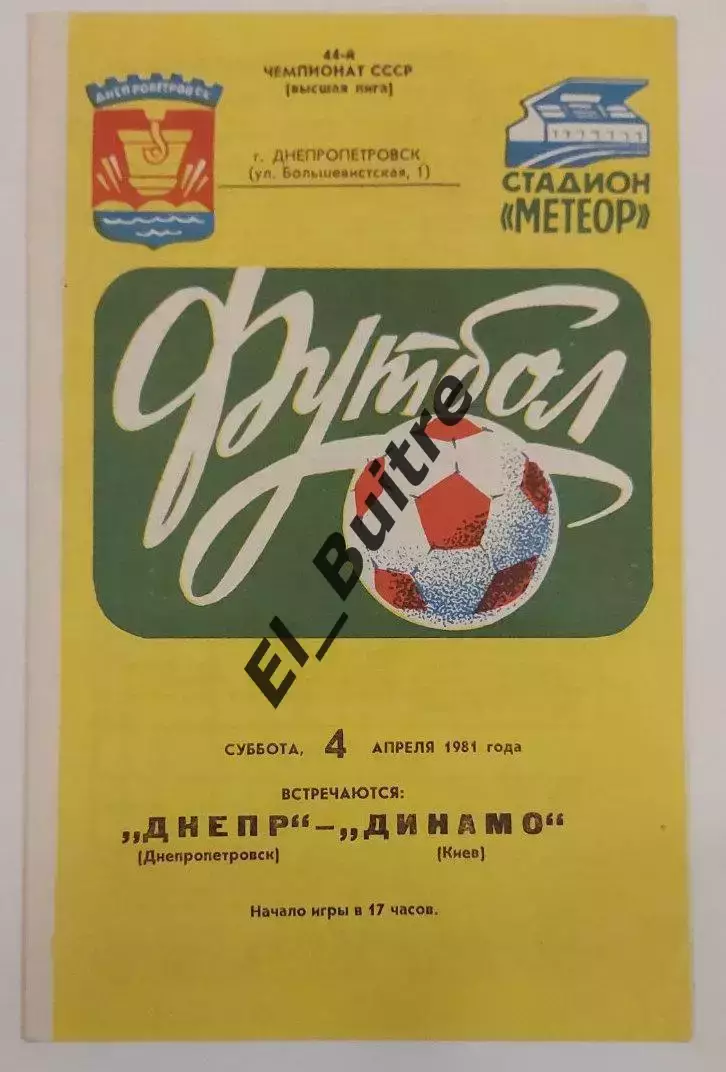 44-й
ЧЕМПИОНАТ СССР
(высшая лига)
ДНЕПРОПЕТРОВСК
г. ДНЕПРОПЕТРОВСК
(ул. Большевистская, 1)
СТАДИОН
«МЕТЕОР»
Футбол
El_Buitre
СУББОТА, 4 АПРЕЛЯ 1981 года
ВСТРЕЧАЮТСЯ:
„ДНЕПР“–„ДИНАМО“
(Днепропетровск) (Киев)
Начало игры в 17 часов.